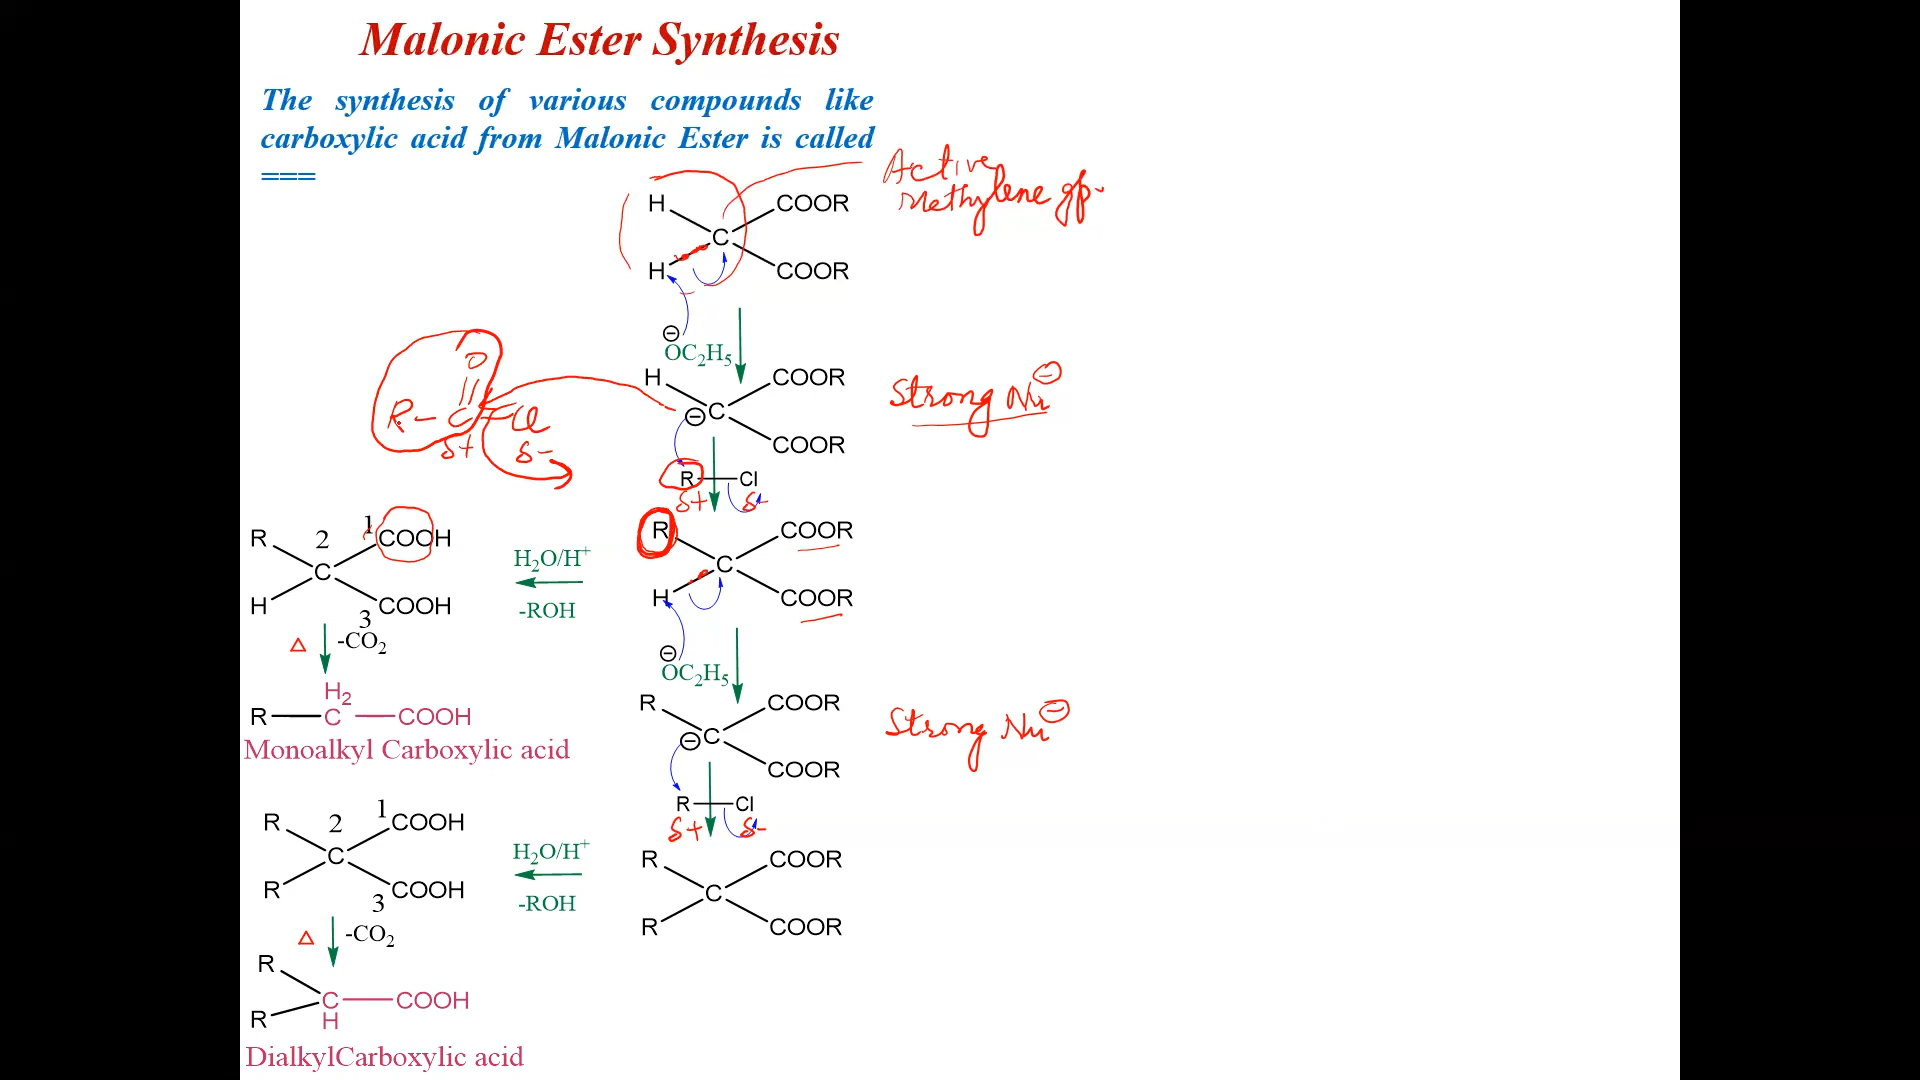 Malonic Ester Synthesis
The synthesis of various compounds like
carboxylic acid from Malonic Ester is called
===
Active
Methylene gp.
H COOR
C
H COOR
⊖
OC2H5
O
R-C-Cl
δ+ δ-
H COOR
⊖ C
COOR
Strong Nu⊖
R Cl
δ+ δ-
R COOR
C
H COOR
H2O/H+
-ROH
R 2 1 COOH
C
H 3 COOH
△ -CO2
H2
R C COOH
Monoalkyl Carboxylic acid
⊖
OC2H5
R COOR
⊖ C
COOR
Strong Nu⊖
R Cl
δ+ δ-
R COOR
C
R COOR
H2O/H+
-ROH
R 2 1 COOH
C
R 3 COOH
△ -CO2
R
C COOH
R H
DialkylCarboxylic acid